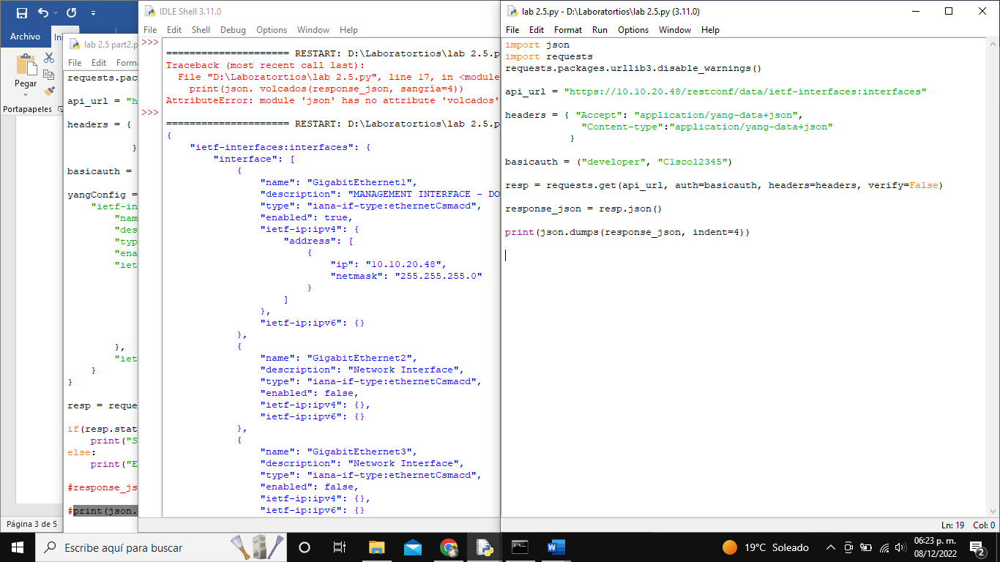 Archivo
In
Pegar
Portapapeles
Página 3 de 5
lab 2.5 part2.p
File Edit Forma
requests.pac
api_url = "h
headers = {
}
basicauth =
yangConfig =
"ietf-in
"nam
"des
"typ
"ena
"iet
},
"iet
}
}
resp = reque
if(resp.stat
print("S
else:
print("E
#response_js
#print(json.
IDLE Shell 3.11.0
File Edit Shell Debug Options Window Help
>>>
===================== RESTART: D:\Laboratortios\lab 2.5.p
Traceback (most recent call last):
File "D:\Laboratortios\lab 2.5.py", line 17, in <module
print(json. volcados(response_json, sangría=4))
AttributeError: module 'json' has no attribute 'volcados'
>>>
===================== RESTART: D:\Laboratortios\lab 2.5.p
{
"ietf-interfaces:interfaces": {
"interface": [
{
"name": "GigabitEthernet1",
"description": "MANAGEMENT INTERFACE - DO
"type": "iana-if-type:ethernetCsmacd",
"enabled": true,
"ietf-ip:ipv4": {
"address": [
{
"ip": "10.10.20.48",
"netmask": "255.255.255.0"
}
]
},
"ietf-ip:ipv6": {}
},
{
"name": "GigabitEthernet2",
"description": "Network Interface",
"type": "iana-if-type:ethernetCsmacd",
"enabled": false,
"ietf-ip:ipv4": {},
"ietf-ip:ipv6": {}
},
{
"name": "GigabitEthernet3",
"description": "Network Interface",
"type": "iana-if-type:ethernetCsmacd",
"enabled": false,
"ietf-ip:ipv4": {},
"ietf-ip:ipv6": {}
lab 2.5.py - D:\Laboratortios\lab 2.5.py (3.11.0)
File Edit Format Run Options Window Help
import json
import requests
requests.packages.urllib3.disable_warnings()
api_url = "https://10.10.20.48/restconf/data/ietf-interfaces:interfaces"
headers = { "Accept": "application/yang-data+json",
"Content-type":"application/yang-data+json"
}
basicauth = ("developer", "C1sco12345")
resp = requests.get(api_url, auth=basicauth, headers=headers, verify=False)
response_json = resp.json()
print(json.dumps(response_json, indent=4))
Ln: 19 Col: 0
Escribe aquí para buscar
19°C Soleado
06:23 p. m.
08/12/2022
2